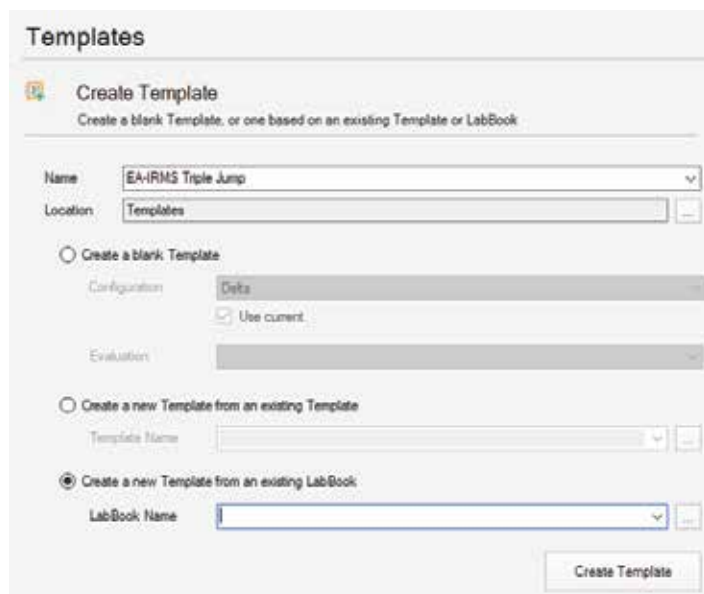 Templates
Create Template
Create a blank Template, or one based on an existing Template or LabBook
Name EA-IRMS Triple Jump
Location Templates ...
Create a blank Template
Configuration Delta
Use current
Evaluation
Create a new Template from an existing Template
Template Name ...
Create a new Template from an existing LabBook
LabBook Name ...
Create Template